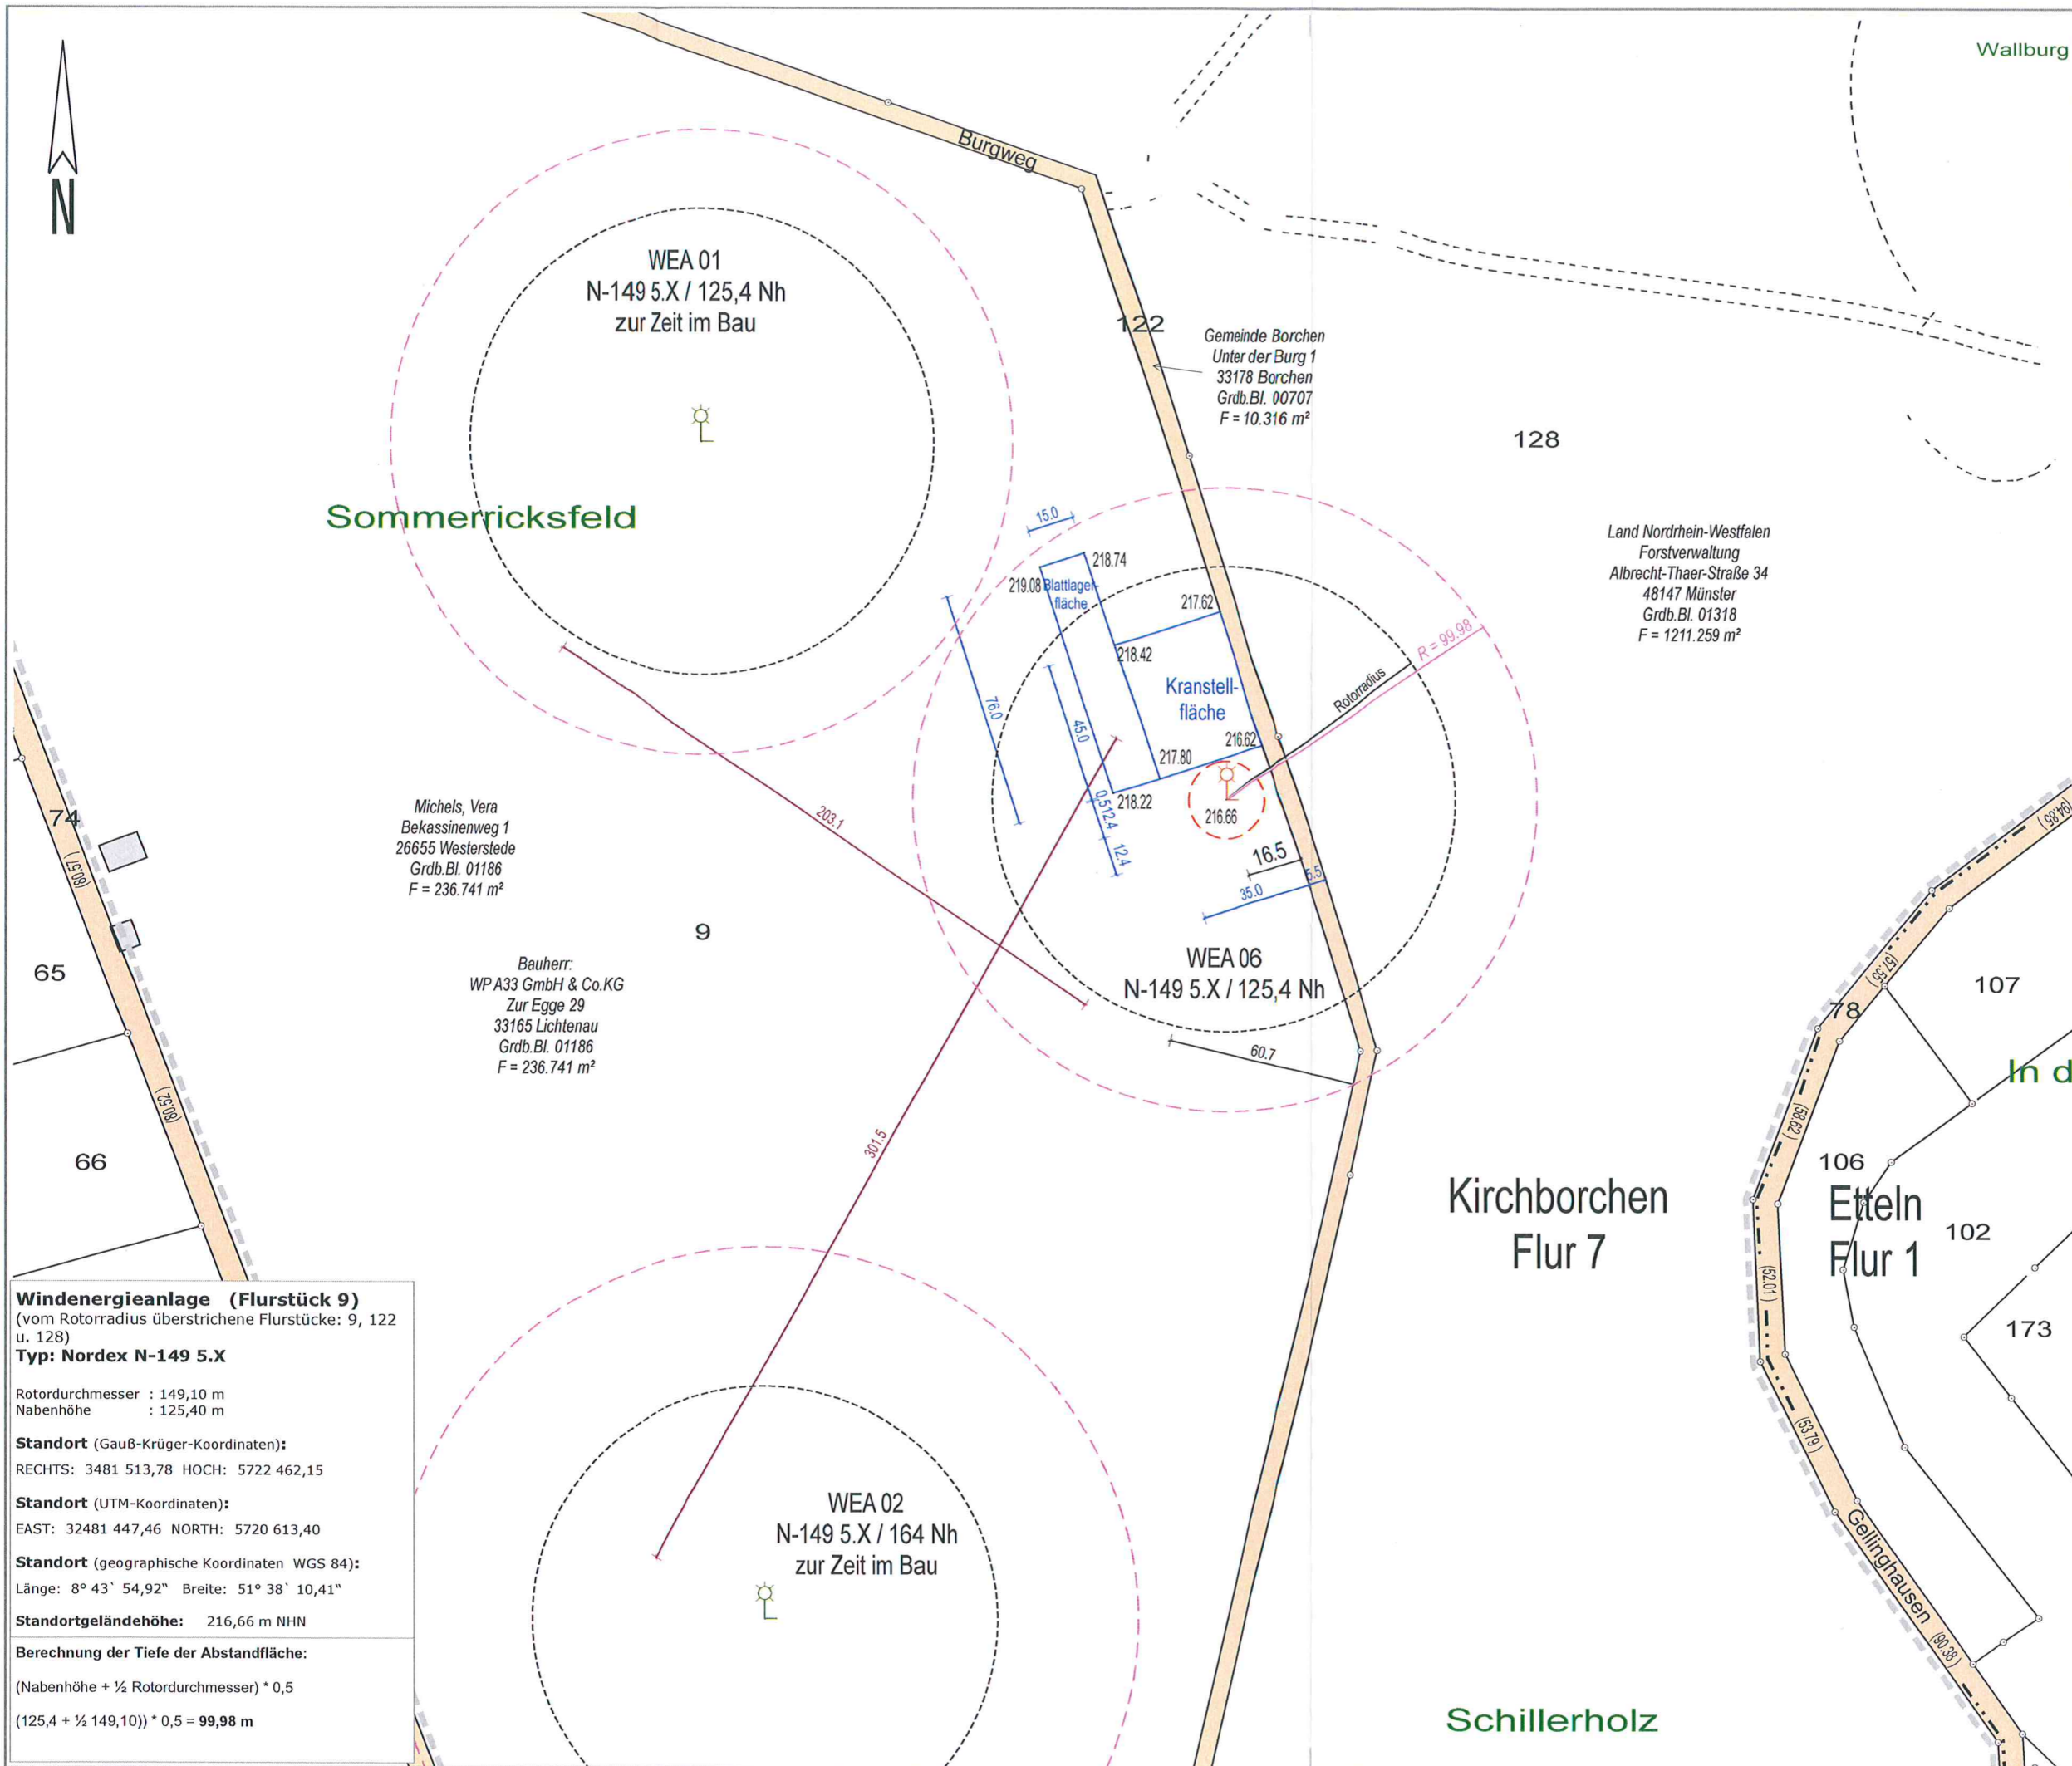 Wallburg
N
Burgweg
WEA 01
N-149 5.X / 125,4 Nh
zur Zeit im Bau
122
Gemeinde Borchen
Unter der Burg 1
33178 Borchen
Grdb.Bl. 00707
F = 10.316 m²
128
Sommerricksfeld
Land Nordrhein-Westfalen
Forstverwaltung
Albrecht-Thaer-Straße 34
48147 Münster
Grdb.Bl. 01318
F = 1211.259 m²
15.0
218.74
219.08
Blattlager-
fläche
217.62
218.42
Kranstell-
fläche
R = 99.98
Rotorradius
76.0
45.0
216.62
217.80
218.22
0.5
12.4
12.4
216.66
16.5
5.5
35.0
203.1
Michels, Vera
Bekassinenweg 1
26655 Westerstede
Grdb.Bl. 01186
F = 236.741 m²
74
(80.57)
9
65
Bauherr:
WPA33 GmbH & Co.KG
Zur Egge 29
33165 Lichtenau
Grdb.Bl. 01186
F = 236.741 m²
WEA 06
N-149 5.X / 125,4 Nh
60.7
(94.85)
(57.55)
107
78
In d
(80.52)
66
301.5
(58.62)
106
Kirchborchen
Flur 7
Etteln
Flur 1
102
(52.01)
173
(53.79)
Gellinghausen
(90.38)
WEA 02
N-149 5.X / 164 Nh
zur Zeit im Bau
Schillerholz
Windenergieanlage (Flurstück 9)
(vom Rotorradius überstrichene Flurstücke: 9, 122
u. 128)
Typ: Nordex N-149 5.X
Rotordurchmesser : 149,10 m
Nabenhöhe : 125,40 m
Standort (Gauß-Krüger-Koordinaten):
RECHTS: 3481 513,78 HOCH: 5722 462,15
Standort (UTM-Koordinaten):
EAST: 32481 447,46 NORTH: 5720 613,40
Standort (geographische Koordinaten WGS 84):
Länge: 8° 43` 54,92" Breite: 51° 38` 10,41"
Standortgeländehöhe: 216,66 m NHN
Berechnung der Tiefe der Abstandfläche:
(Nabenhöhe + ½ Rotordurchmesser) * 0,5
(125,4 + ½ 149,10)) * 0,5 = 99,98 m